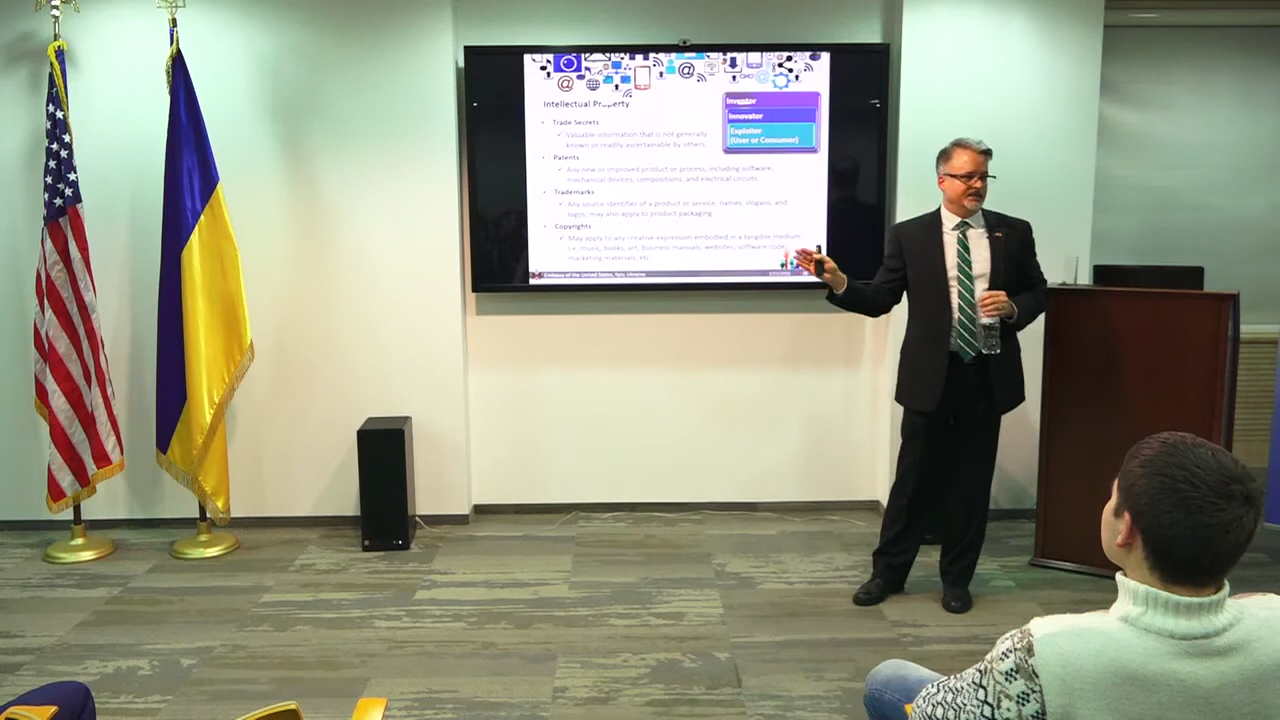 Intellectual Property
Inventor
Innovator
Exploiter
(User or Consumer)
• Trade Secrets
✓ Valuable information that is not generally
known or readily ascertainable by others.
• Patents
✓ Any new or improved product or process, including software,
mechanical devices, compositions, and electrical circuits
• Trademarks
✓ Any source identifier of a product or service: names, slogans, and
logos; may also apply to product packaging
• Copyrights
✓ May apply to any creative expression embodied in a tangible medium:
i.e. music, books, art, business manuals, websites, software code,
marketing materials, etc.
Embassy of the United States, Kyiv, Ukraine